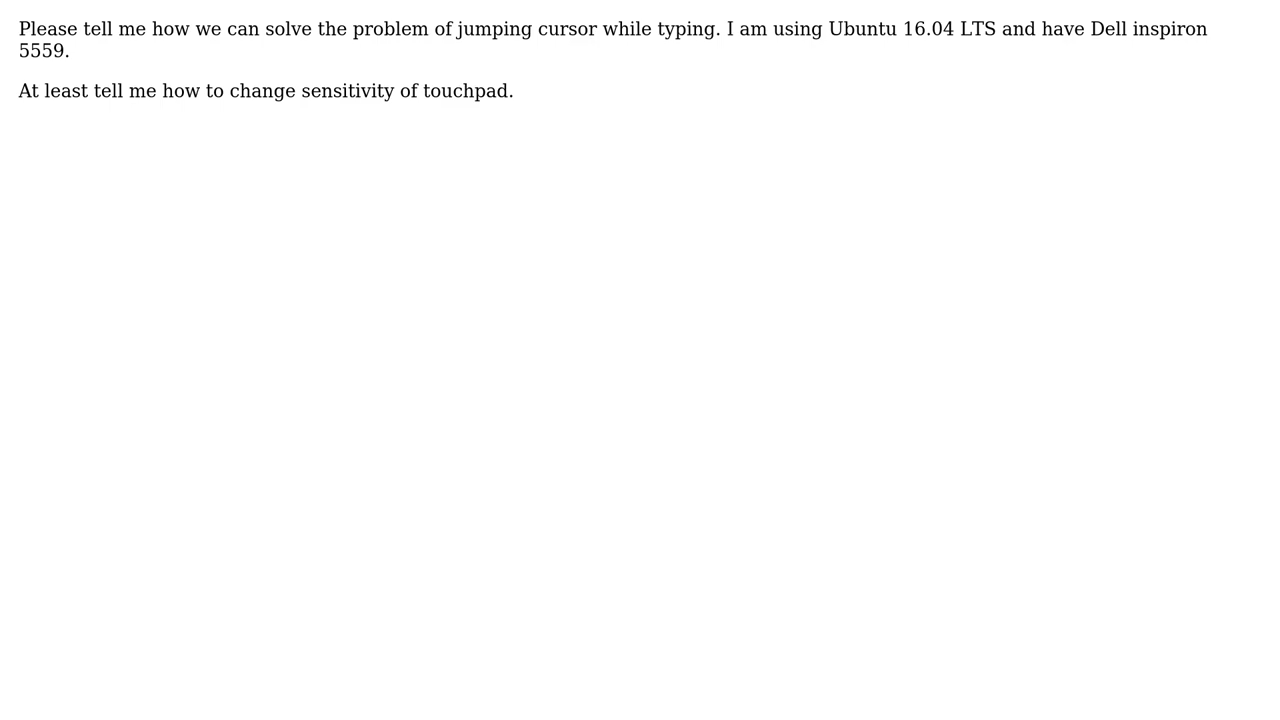 Please tell me how we can solve the problem of jumping cursor while typing. I am using Ubuntu 16.04 LTS and have Dell inspiron
5559.
At least tell me how to change sensitivity of touchpad.